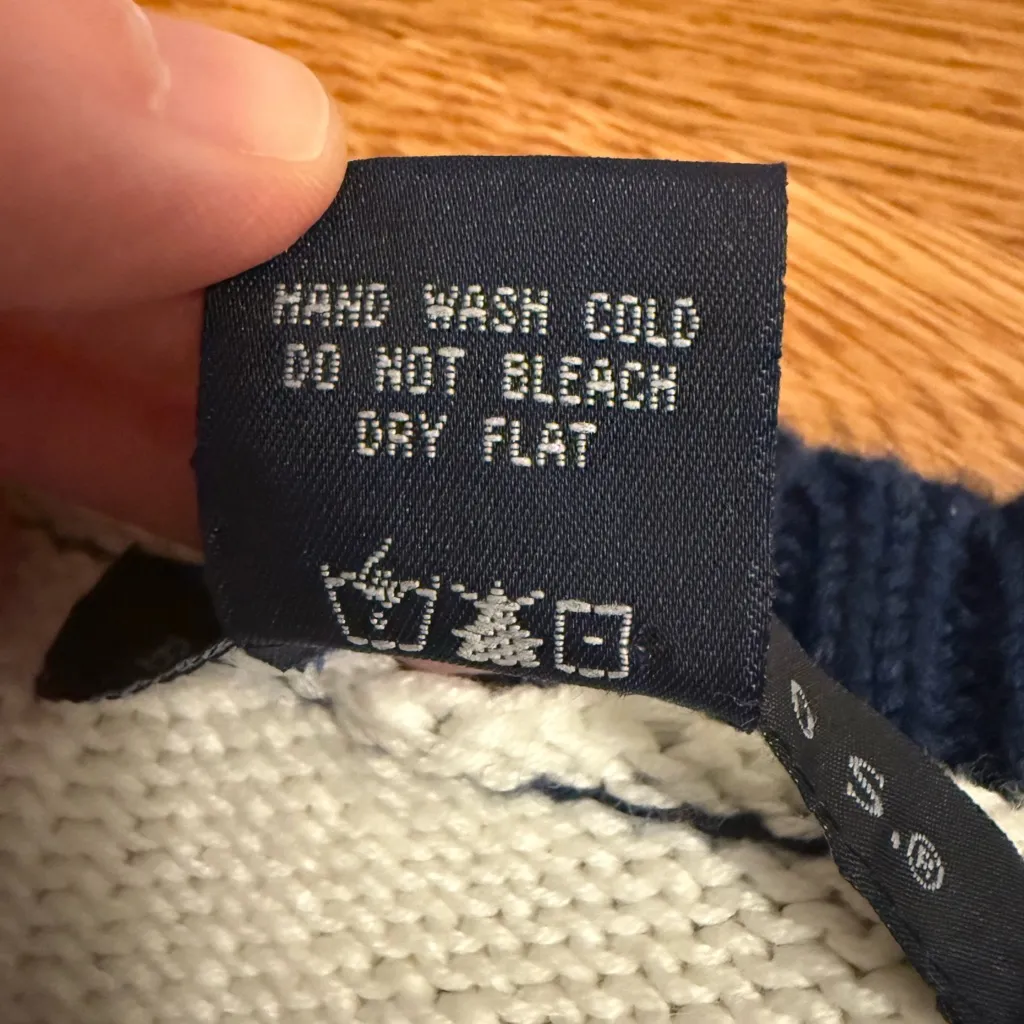 HAND WASH COLD
DO NOT BLEACH
DRY FLAT
O S.®